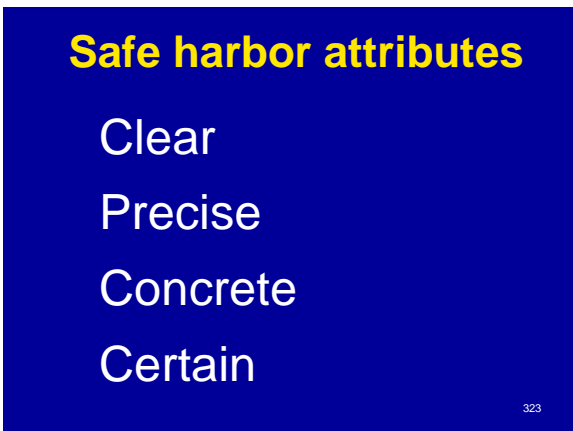 Safe harbor attributes
Clear
Precise
Concrete
Certain
323